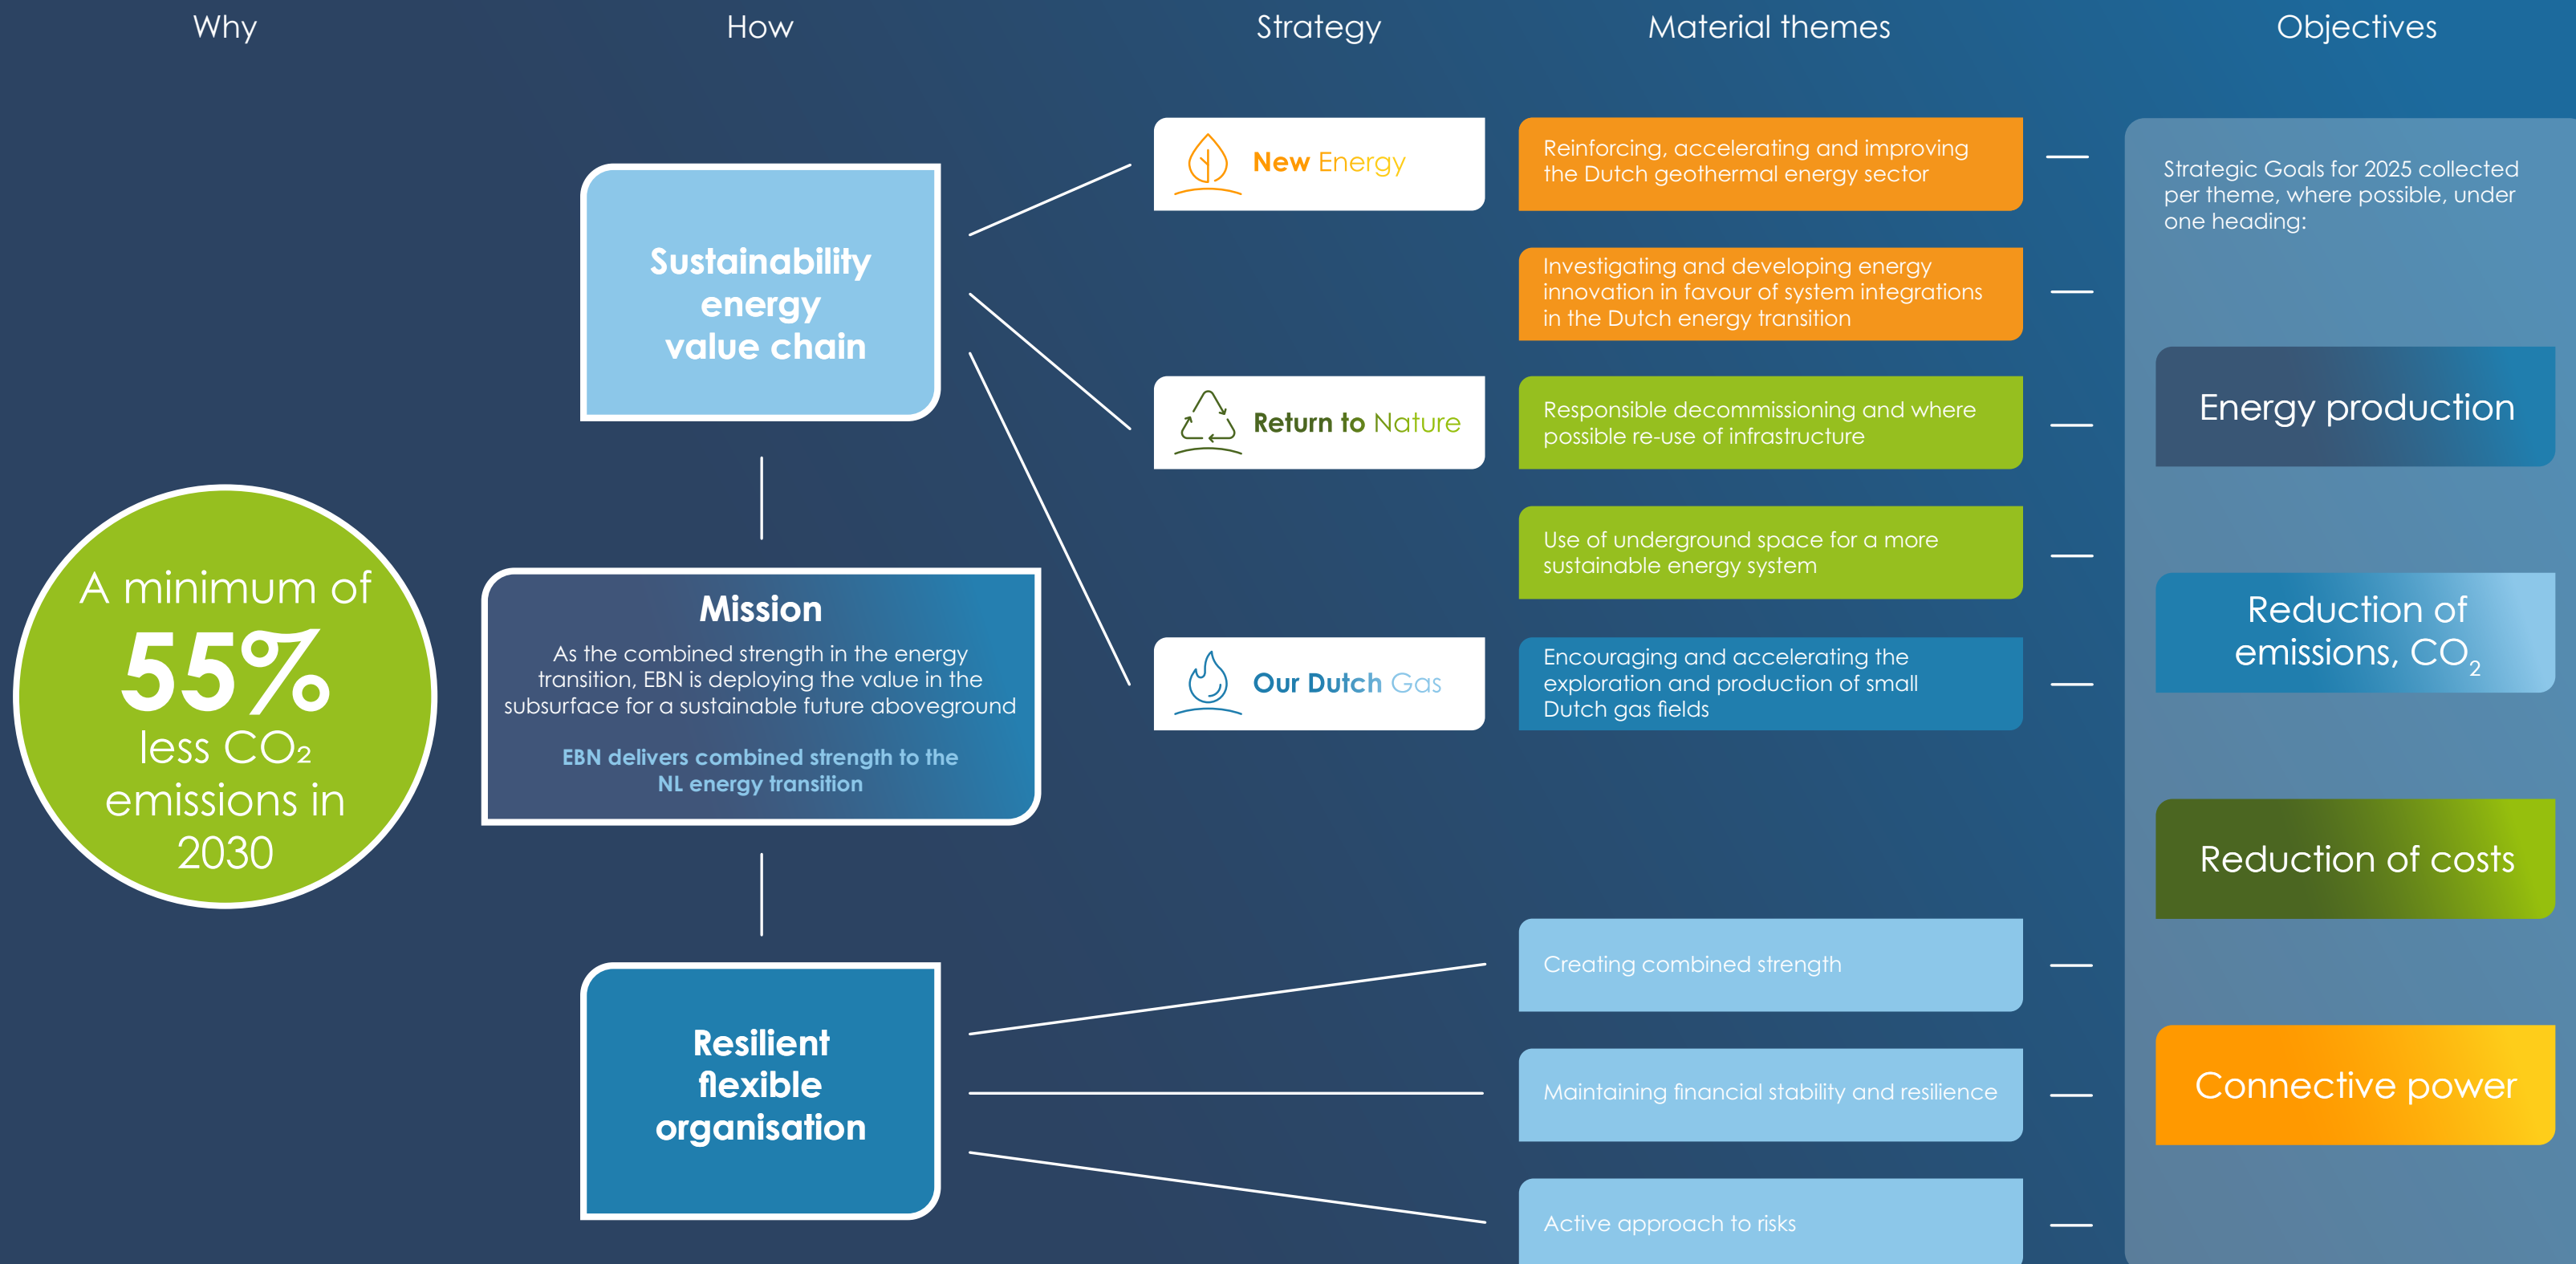 Why
How
Strategy
Material themes
Objectives
A minimum of
55%
less CO₂
emissions in
2030
Sustainability
energy
value chain
Mission
As the combined strength in the energy
transition, EBN is deploying the value in the
subsurface for a sustainable future aboveground
EBN delivers combined strength to the
NL energy transition
Resilient
flexible
organisation
New Energy
Return to Nature
Our Dutch Gas
Reinforcing, accelerating and improving
the Dutch geothermal energy sector
Investigating and developing energy
innovation in favour of system integrations
in the Dutch energy transition
Responsible decommissioning and where
possible re-use of infrastructure
Use of underground space for a more
sustainable energy system
Encouraging and accelerating the
exploration and production of small
Dutch gas fields
Creating combined strength
Maintaining financial stability and resilience
Active approach to risks
Strategic Goals for 2025 collected
per theme, where possible, under
one heading:
Energy production
Reduction of
emissions, CO₂
Reduction of costs
Connective power